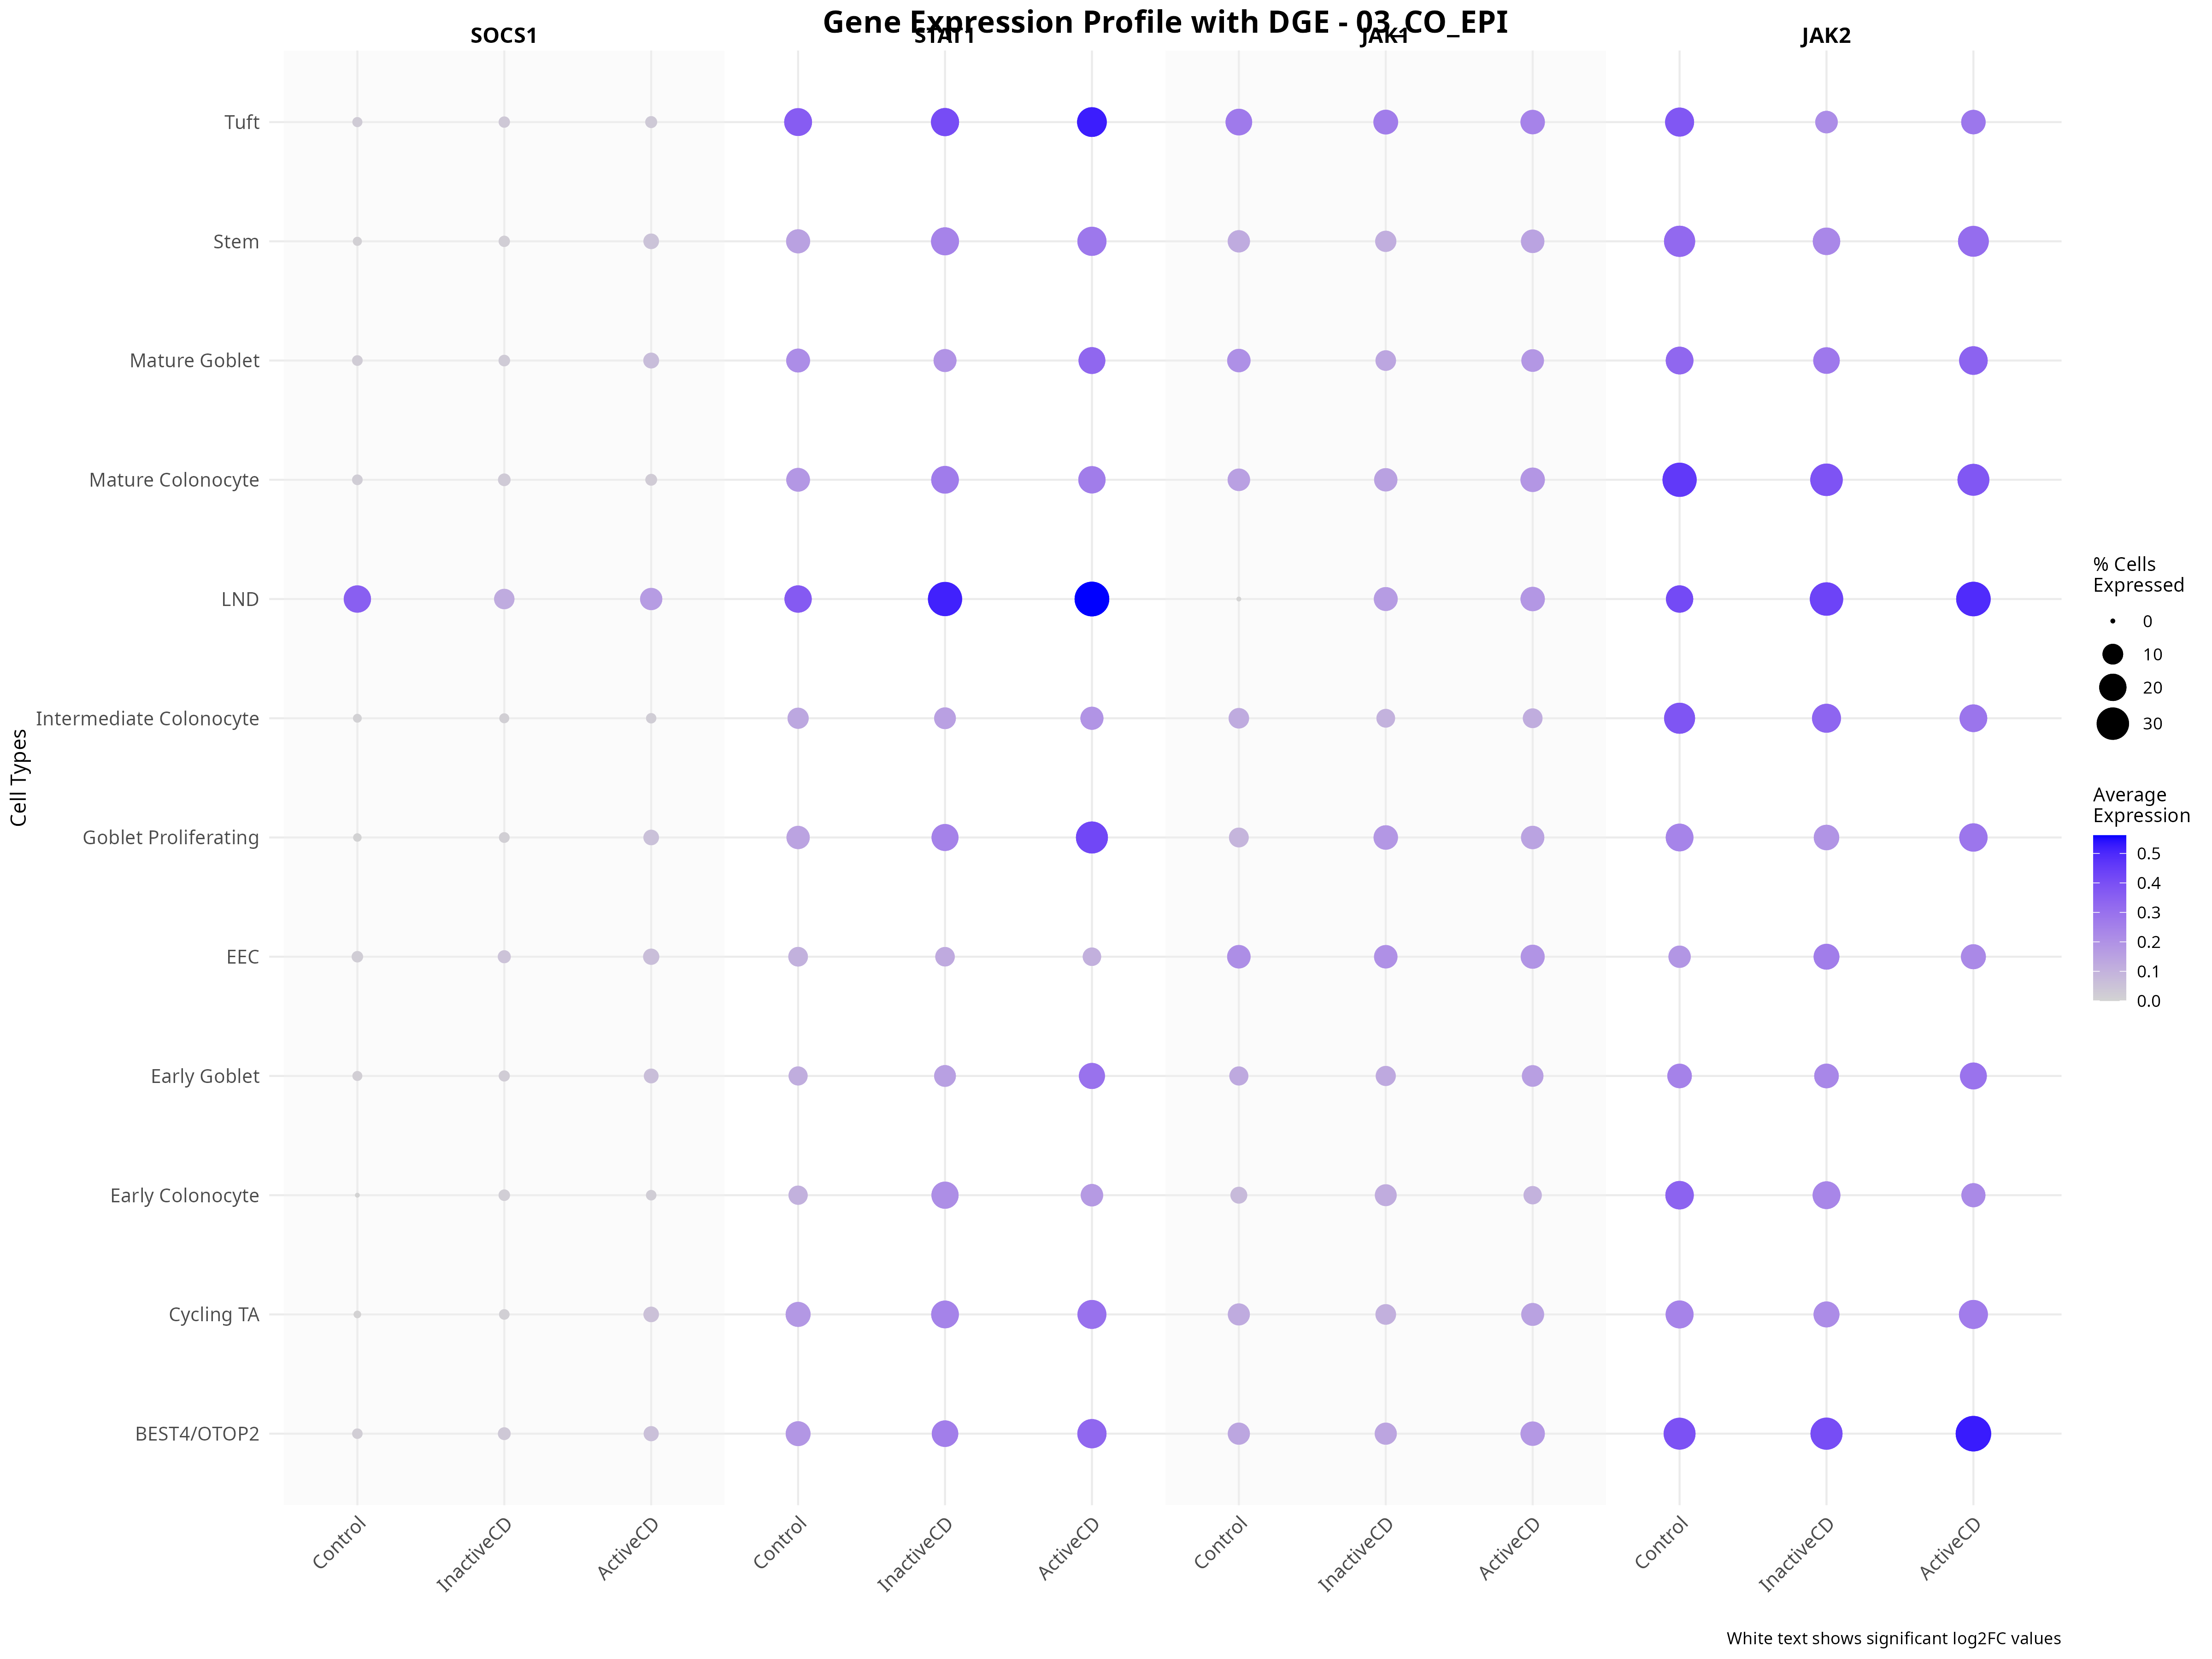 Gene Expression Profile with DGE - 03_CO_EPI
SOCS1
STAT1
JAK1
JAK2
Tuft
Stem
Mature Goblet
Mature Colonocyte
LND
Intermediate Colonocyte
Goblet Proliferating
EEC
Early Goblet
Early Colonocyte
Cycling TA
BEST4/OTOP2
Cell Types
Control
InactiveCD
ActiveCD
Control
InactiveCD
ActiveCD
Control
InactiveCD
ActiveCD
Control
InactiveCD
ActiveCD
% Cells
Expressed
0
10
20
30
Average
Expression
0.5
0.4
0.3
0.2
0.1
0.0
White text shows significant log2FC values